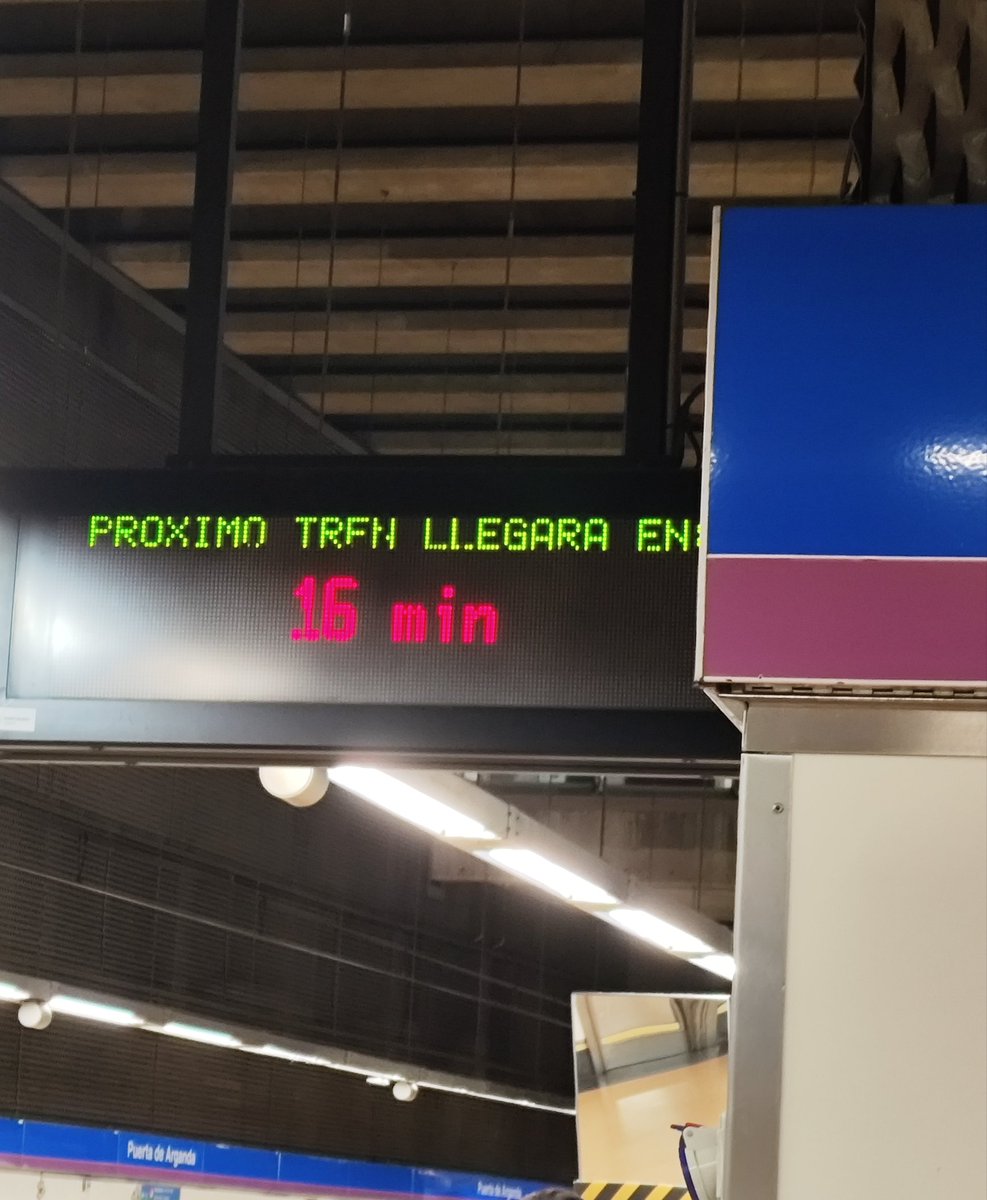 PROXIMO TREN LLEGARA EN:
16 min
Puerta de Arganda
Puerta de Arganda